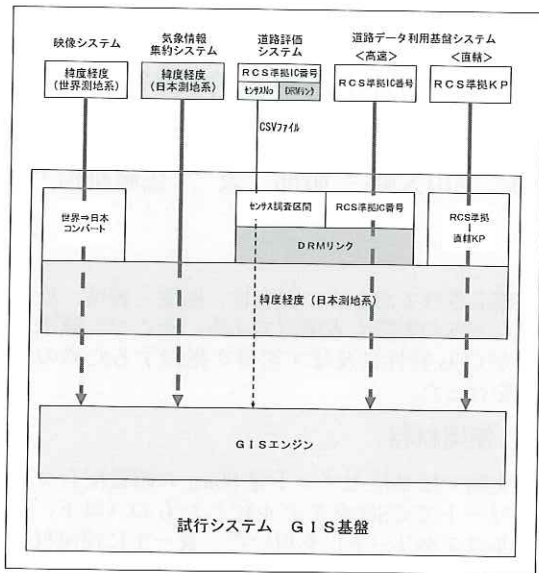 映像システム
気象情報
集約システム
道路評価
システム
道路データ利用基盤システム
<高速>
<直轄>
緯度経度
(世界測地系)
緯度経度
(日本測地系)
RCS準拠IC番号
センサスNo
DRMリンク
RCS準拠IC番号
RCS準拠KP
CSVファイル
世界⇒日本
コンバート
センサス調査区間
RCS準拠IC番号
DRMリンク
RCS準拠
直轄KP
緯度経度(日本測地系)
GISエンジン
試行システム GIS基盤